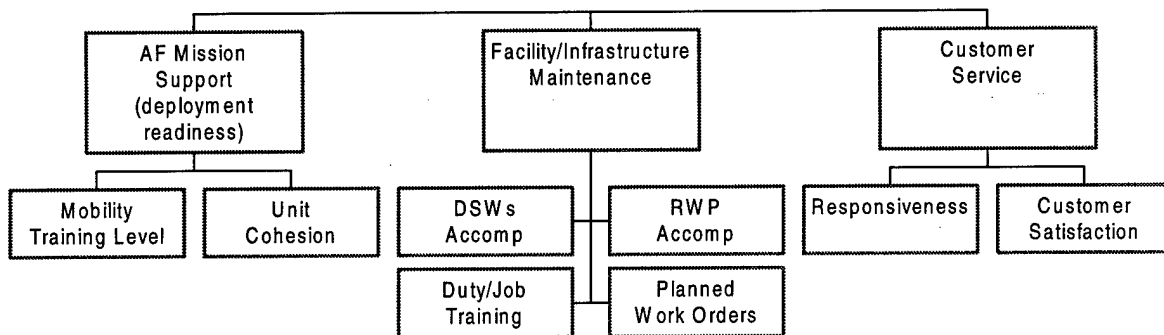 AF Mission
Support
(deployment
readiness)
Facility/Infrastructure
Maintenance
Customer
Service
Mobility
Training Level
Unit
Cohesion
DSWs
Accomp
RWP
Accomp
Duty/Job
Training
Planned
Work Orders
Responsiveness
Customer
Satisfaction